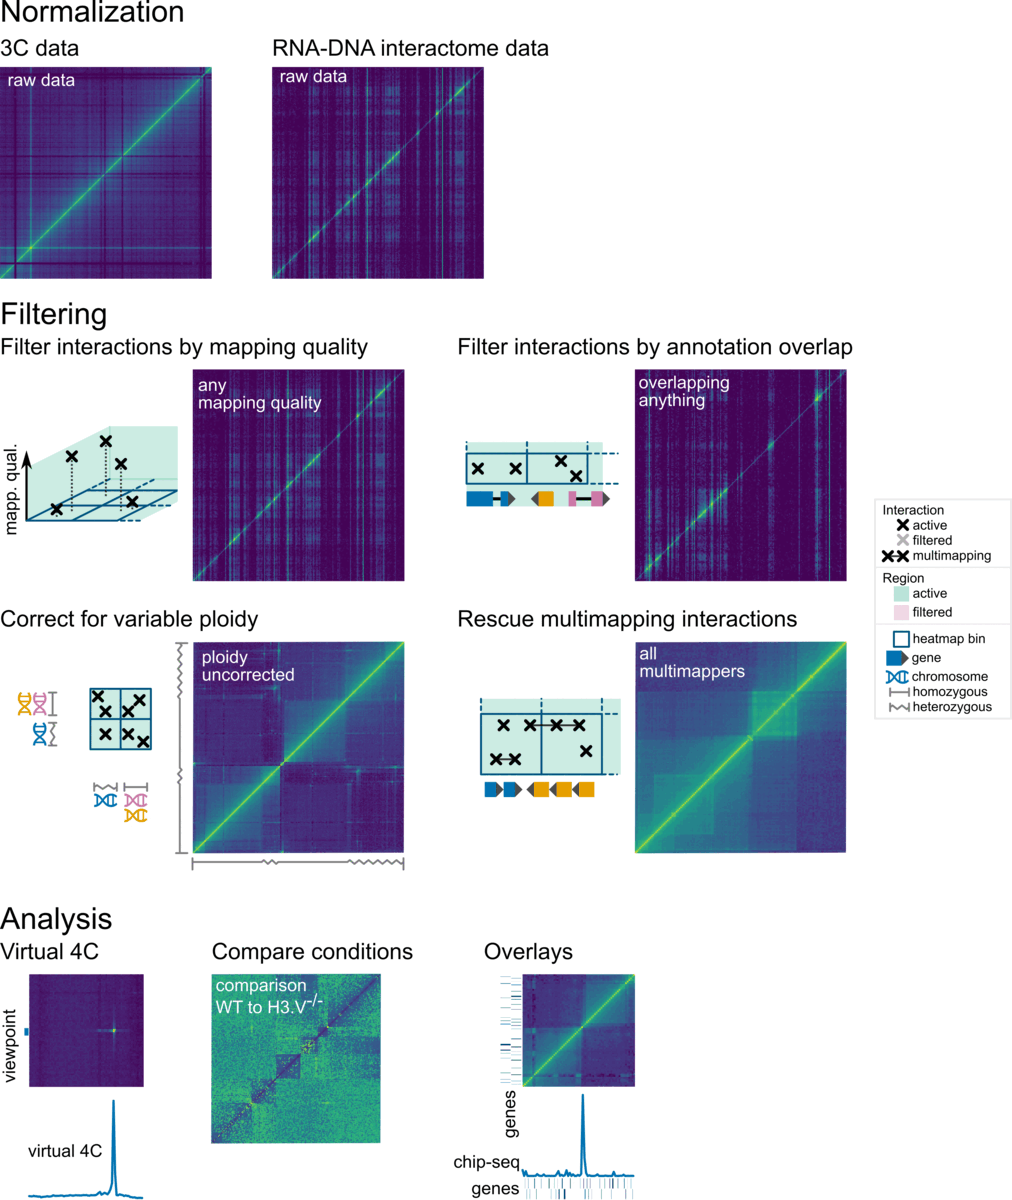 Normalization
3C data
RNA-DNA interactome data
raw data
raw data
Filtering
Filter interactions by mapping quality
Filter interactions by annotation overlap
any
mapping quality
overlapping
anything
mapp. qual.
Interaction
active
filtered
multimapping
Region
active
filtered
heatmap bin
gene
chromosome
homozygous
heterozygous
Correct for variable ploidy
Rescue multimapping interactions
ploidy
uncorrected
all
multimappers
Analysis
Virtual 4C
Compare conditions
Overlays
viewpoint
comparison
WT to H3.V-/-
genes
virtual 4C
chip-seq
genes